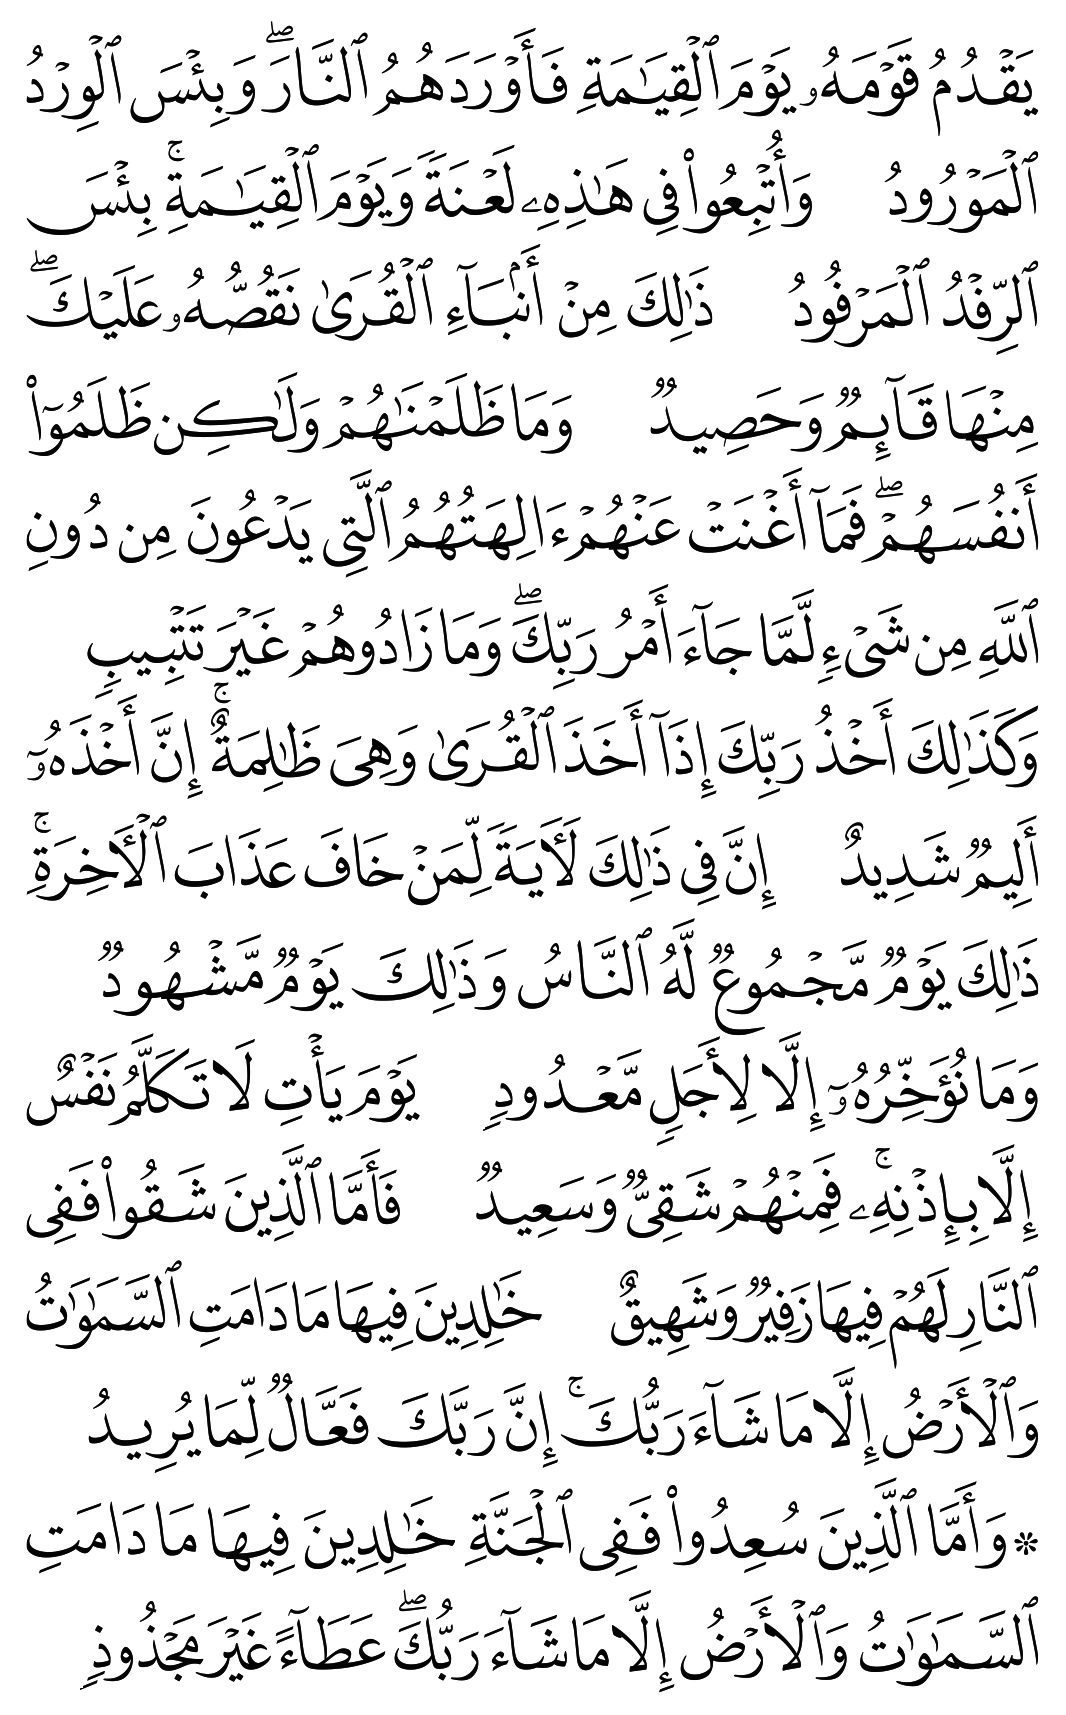 يَقۡدُمُ قَوۡمَهُۥ يَوۡمَ ٱلۡقِيَٰمَةِ فَأَوۡرَدَهُمُ ٱلنَّارَۖ وَبِئۡسَ ٱلۡوِرۡدُ
ٱلۡمَوۡرُودُ وَأُتۡبِعُواْ فِي هَٰذِهِۦ لَعۡنَةٗ وَيَوۡمَ ٱلۡقِيَٰمَةِۚ بِئۡسَ
ٱلرِّفۡدُ ٱلۡمَرۡفُودُ ذَٰلِكَ مِنۡ أَنۢبَآءِ ٱلۡقُرَىٰ نَقُصُّهُۥ عَلَيۡكَۖ
مِنۡهَا قَآئِمٞ وَحَصِيدٞ وَمَا ظَلَمۡنَٰهُمۡ وَلَٰكِن ظَلَمُوٓاْ
أَنفُسَهُمۡۖ فَمَآ أَغۡنَتۡ عَنۡهُمۡ ءَالِهَتُهُمُ ٱلَّتِي يَدۡعُونَ مِن دُونِ
ٱللَّهِ مِن شَيۡءٖ لَّمَّا جَآءَ أَمۡرُ رَبِّكَۖ وَمَا زَادُوهُمۡ غَيۡرَ تَتۡبِيبٖ
وَكَذَٰلِكَ أَخۡذُ رَبِّكَ إِذَآ أَخَذَ ٱلۡقُرَىٰ وَهِيَ ظَٰلِمَةٌۚ إِنَّ أَخۡذَهُۥٓ
أَلِيمٞ شَدِيدٌ إِنَّ فِي ذَٰلِكَ لَأٓيَةٗ لِّمَنۡ خَافَ عَذَابَ ٱلۡأٓخِرَةِۚ
ذَٰلِكَ يَوۡمٞ مَّجۡمُوعٞ لَّهُ ٱلنَّاسُ وَذَٰلِكَ يَوۡمٞ مَّشۡهُودٞ
وَمَا نُؤَخِّرُهُۥٓ إِلَّا لِأَجَلٖ مَّعۡدُودٖ يَوۡمَ يَأۡتِ لَا تَكَلَّمُ نَفۡسٌ
إِلَّا بِإِذۡنِهِۦۚ فَمِنۡهُمۡ شَقِيّٞ وَسَعِيدٞ فَأَمَّا ٱلَّذِينَ شَقُواْ فَفِي
ٱلنَّارِ لَهُمۡ فِيهَا زَفِيرٞ وَشَهِيقٌ خَٰلِدِينَ فِيهَا مَا دَامَتِ ٱلسَّمَٰوَٰتُ
وَٱلۡأَرۡضُ إِلَّا مَا شَآءَ رَبُّكَۚ إِنَّ رَبَّكَ فَعَّالٞ لِّمَا يُرِيدُ
۞ وَأَمَّا ٱلَّذِينَ سُعِدُواْ فَفِي ٱلۡجَنَّةِ خَٰلِدِينَ فِيهَا مَا دَامَتِ
ٱلسَّمَٰوَٰتُ وَٱلۡأَرۡضُ إِلَّا مَا شَآءَ رَبُّكَۖ عَطَآءً غَيۡرَ مَجۡذُوذٖ